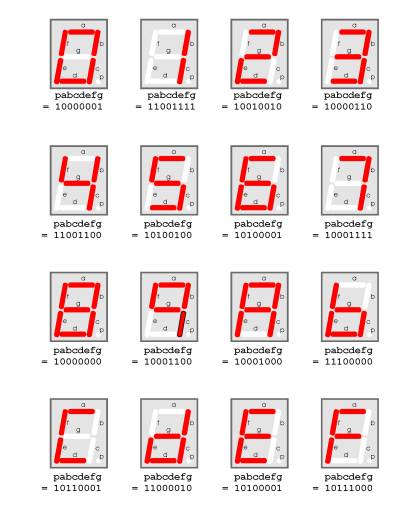 a a a a
f b f b f b f b
g g g g
e c e c e c e c
d p d p d p d p
pabcdefg pabcdefg pabcdefg pabcdefg
= 10000001 = 11001111 = 10010010 = 10000110
a a a a
f b f b f b f b
g g g g
e c e c e c e c
d p d p d p d p
pabcdefg pabcdefg pabcdefg pabcdefg
= 11001100 = 10100100 = 10100001 = 10001111
a a a a
f b f b f b f b
g g g g
e c e c e c e c
d p d p d p d p
pabcdefg pabcdefg pabcdefg pabcdefg
= 10000000 = 10001100 = 10001000 = 11100000
a a a a
f b f b f b f b
g g g g
e c e c e c e c
d p d p d p d p
pabcdefg pabcdefg pabcdefg pabcdefg
= 10110001 = 11000010 = 10100001 = 10111000